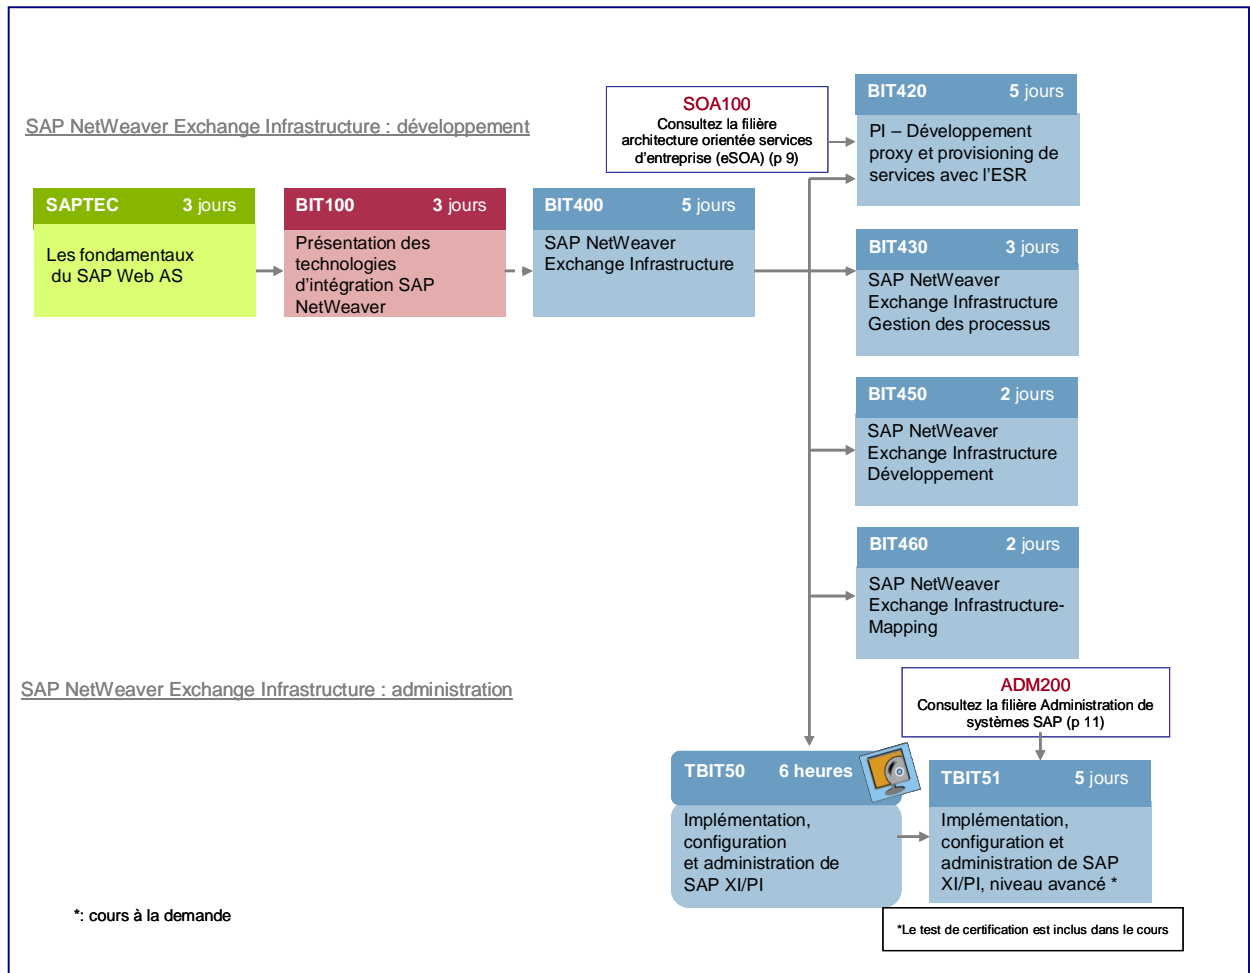 SAP NetWeaver Exchange Infrastructure : développement
SOA100
Consultez la filière
architecture orientée services
d'entreprise (eSOA) (p 9)
BIT420 5 jours
PI – Développement
proxy et provisioning de
services avec l'ESR
SAPTEC 3 jours
Les fondamentaux
du SAP Web AS
BIT100 3 jours
Présentation des
technologies
d'intégration SAP
NetWeaver
BIT400 5 jours
SAP NetWeaver
Exchange Infrastructure
BIT430 3 jours
SAP NetWeaver
Exchange Infrastructure
Gestion des processus
BIT450 2 jours
SAP NetWeaver
Exchange Infrastructure
Développement
BIT460 2 jours
SAP NetWeaver
Exchange Infrastructure-
Mapping
SAP NetWeaver Exchange Infrastructure : administration
ADM200
Consultez la filière Administration de
systèmes SAP (p 11)
TBIT50 6 heures
Implémentation,
configuration
et administration de
SAP XI/PI
TBIT51 5 jours
Implémentation,
configuration et
administration de SAP
XI/PI, niveau avancé *
*: cours à la demande
*Le test de certification est inclus dans le cours